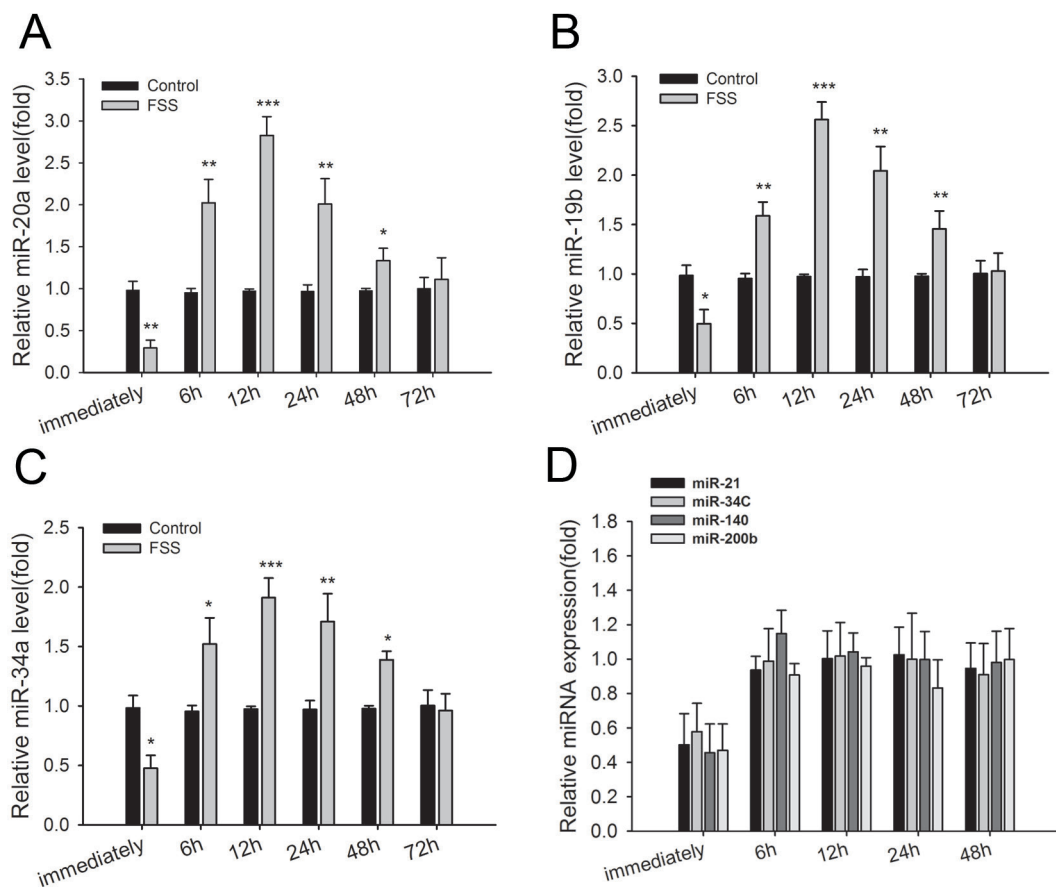 A
Relative miR-20a level(fold)
Control
FSS
3.5
3.0
2.5
2.0
1.5
1.0
0.5
0.0
**
**
***
**
*
immediately 6h 12h 24h 48h 72h
B
Relative miR-19b level(fold)
Control
FSS
3.0
2.5
2.0
1.5
1.0
0.5
0.0
*
**
***
**
**
immediately 6h 12h 24h 48h 72h
C
Relative miR-34a level(fold)
Control
FSS
2.5
2.0
1.5
1.0
0.5
0.0
*
*
***
**
*
immediately 6h 12h 24h 48h 72h
D
Relative miRNA expression(fold)
miR-21
miR-34C
miR-140
miR-200b
1.8
1.6
1.4
1.2
1.0
0.8
0.6
0.4
0.2
0.0
immediately 6h 12h 24h 48h